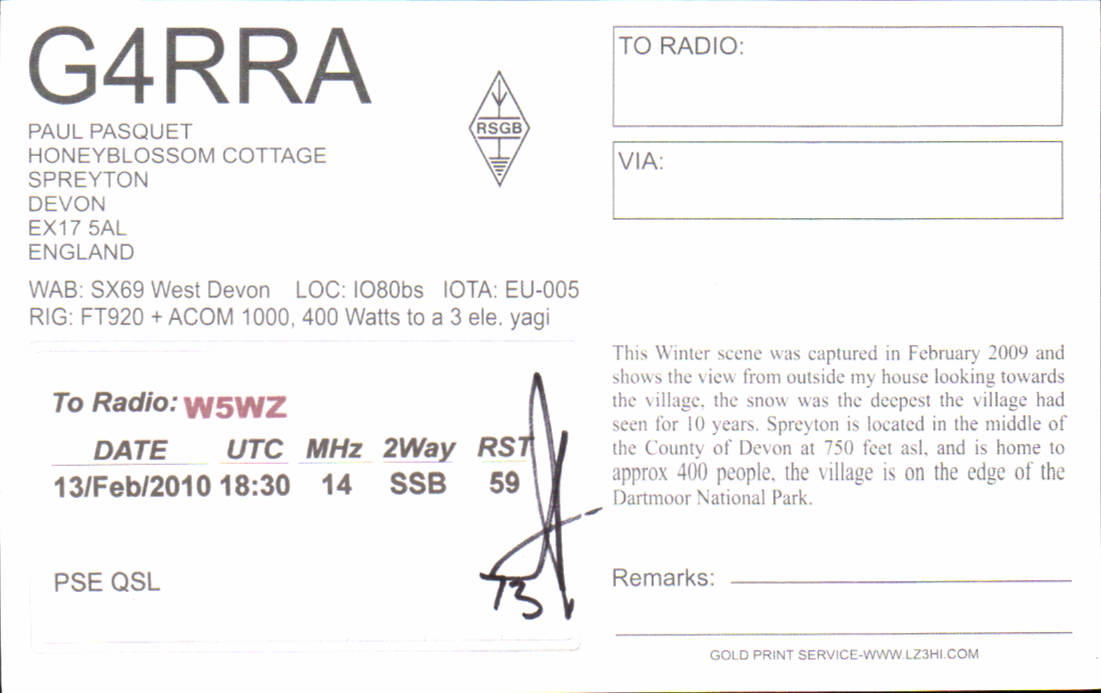 G4RRA
PAUL PASQUET
HONEYBLOSSOM COTTAGE
SPREYTON
DEVON
EX17 5AL
ENGLAND
RSGB
WAB: SX69 West Devon LOC: IO80bs IOTA: EU-005
RIG: FT920 + ACOM 1000, 400 Watts to a 3 ele. yagi
To Radio: W5WZ
DATE UTC MHz 2Way RST
13/Feb/2010 18:30 14 SSB 59
PSE QSL
73
TO RADIO:
VIA:
This Winter scene was captured in February 2009 and
shows the view from outside my house looking towards
the village, the snow was the deepest the village had
seen for 10 years. Spreyton is located in the middle of
the County of Devon at 750 feet asl, and is home to
approx 400 people, the village is on the edge of the
Dartmoor National Park.
Remarks:
GOLD PRINT SERVICE-WWW.LZ3HI.COM